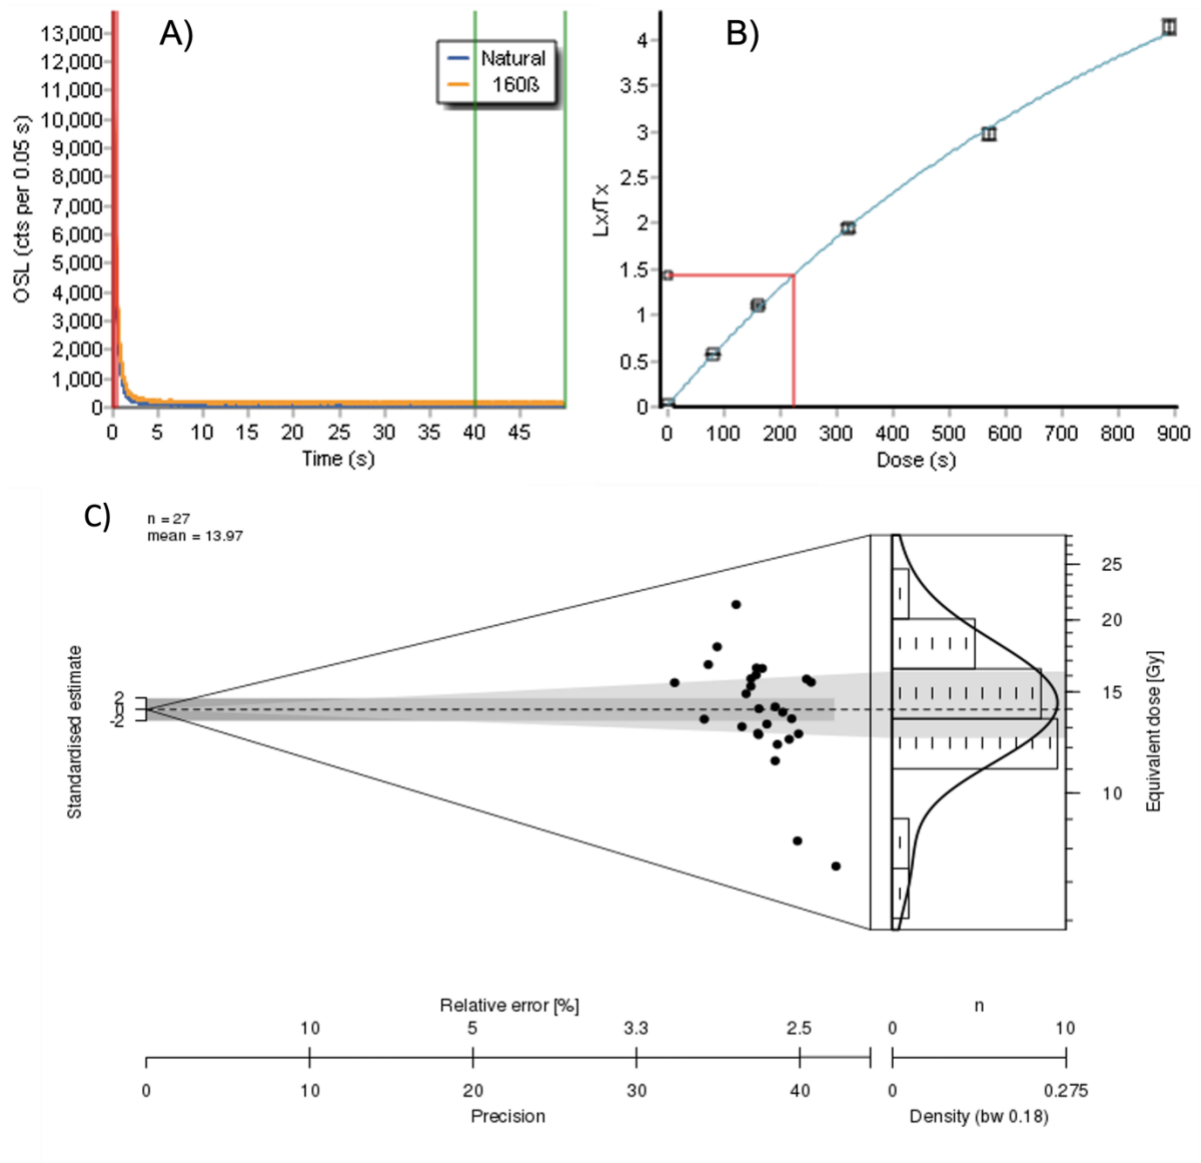 A)
OSL (cts per 0.05 s)
13,000
12,000
11,000
10,000
9,000
8,000
7,000
6,000
5,000
4,000
3,000
2,000
1,000
0
Natural
160ß
0 5 10 15 20 25 30 35 40 45
Time (s)
B)
Lx/Tx
4
3.5
3
2.5
2
1.5
1
0.5
0
0 100 200 300 400 500 600 700 800 900
Dose (s)
C)
n = 27
mean = 13.97
Standardised estimate
2
0
-2
25
20
15
10
Equivalent dose [Gy]
Relative error [%]
10 5 3.3 2.5
0 10 20 30 40
Precision
n
0 10
0 0.275
Density (bw 0.18)